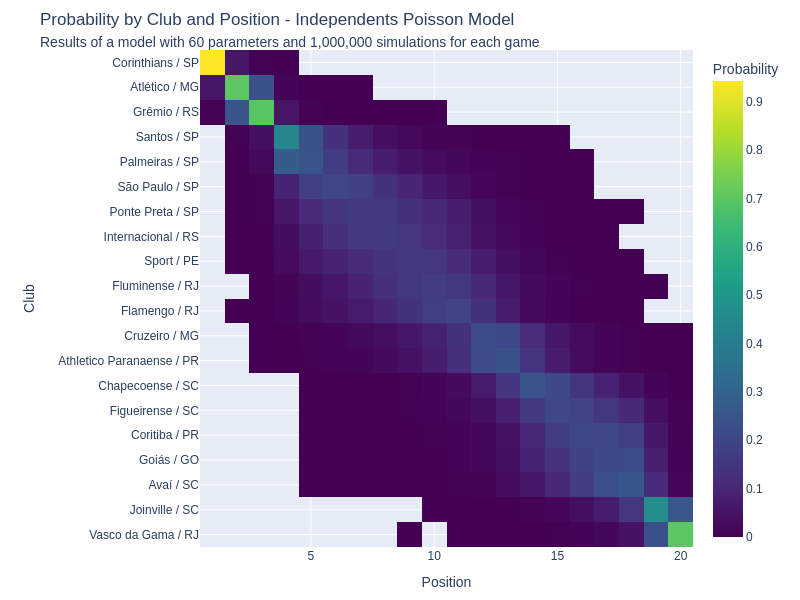 Probability by Club and Position - Independents Poisson Model
Results of a model with 60 parameters and 1,000,000 simulations for each game
Probability
Club
Corinthians / SP
Atlético / MG
Grêmio / RS
Santos / SP
Palmeiras / SP
São Paulo / SP
Ponte Preta / SP
Internacional / RS
Sport / PE
Fluminense / RJ
Flamengo / RJ
Cruzeiro / MG
Athletico Paranaense / PR
Chapecoense / SC
Figueirense / SC
Coritiba / PR
Goiás / GO
Avaí / SC
Joinville / SC
Vasco da Gama / RJ
0.9
0.8
0.7
0.6
0.5
0.4
0.3
0.2
0.1
0
5
10
15
20
Position